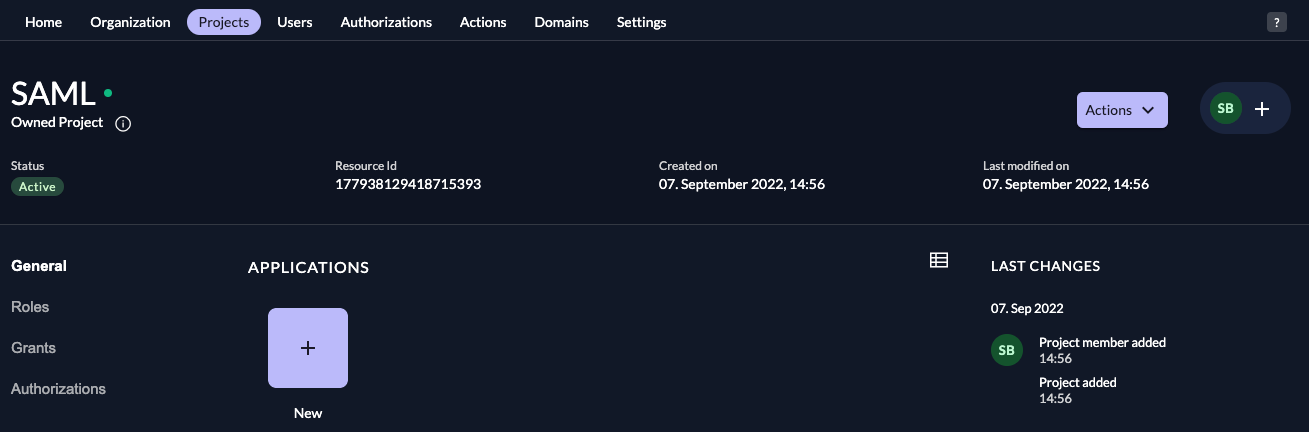 Home Organization Projects Users Authorizations Actions Domains Settings ?
SAML
Owned Project
Actions
SB
Status
Active
Resource Id
177938129418715393
Created on
07. September 2022, 14:56
Last modified on
07. September 2022, 14:56
General
Roles
Grants
Authorizations
APPLICATIONS
New
LAST CHANGES
07. Sep 2022
SB
Project member added
14:56
Project added
14:56